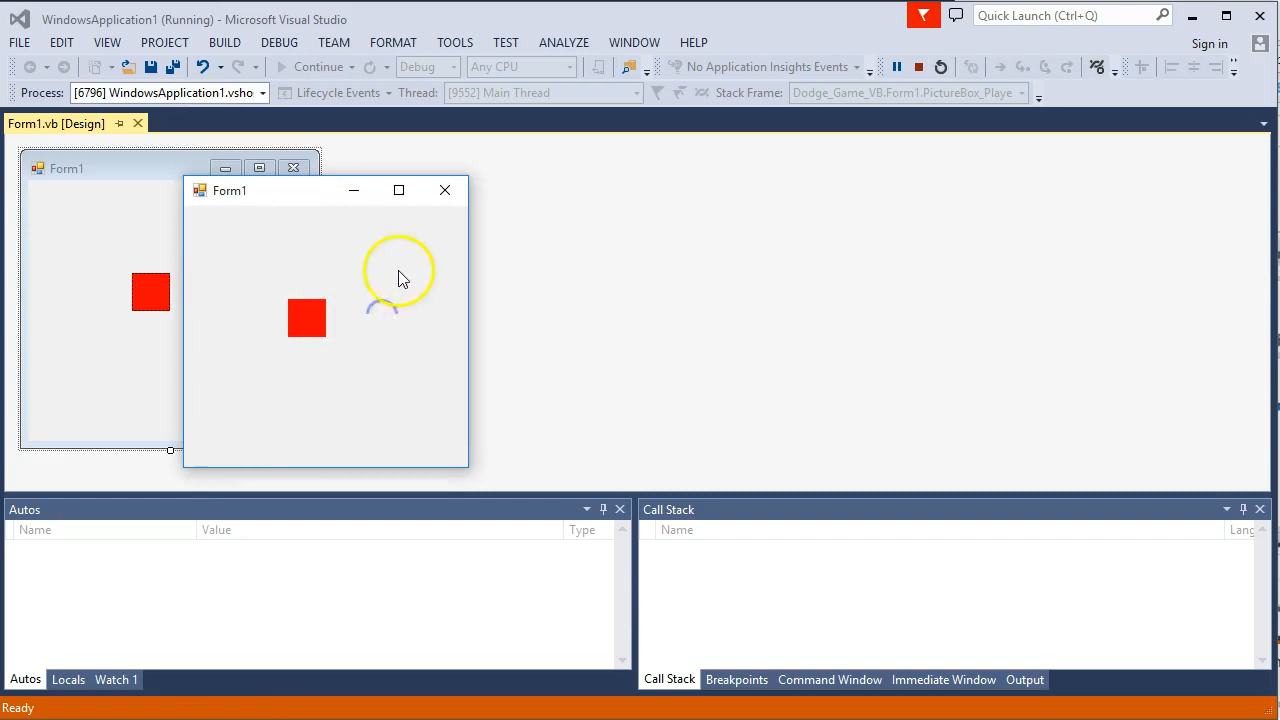 WindowsApplication1 (Running) - Microsoft Visual Studio
Quick Launch (Ctrl+Q)
FILE EDIT VIEW PROJECT BUILD DEBUG TEAM FORMAT TOOLS TEST ANALYZE WINDOW HELP
Sign in
Continue Debug Any CPU No Application Insights Events
Process: [6796] WindowsApplication1.vsho Lifecycle Events Thread: [9552] Main Thread Stack Frame: Dodge_Game_VB.Form1.PictureBox_Playe
Form1.vb [Design]
Form1
Form1
Autos
Name Value Type
Call Stack
Name Lang
Autos Locals Watch 1
Call Stack Breakpoints Command Window Immediate Window Output
Ready